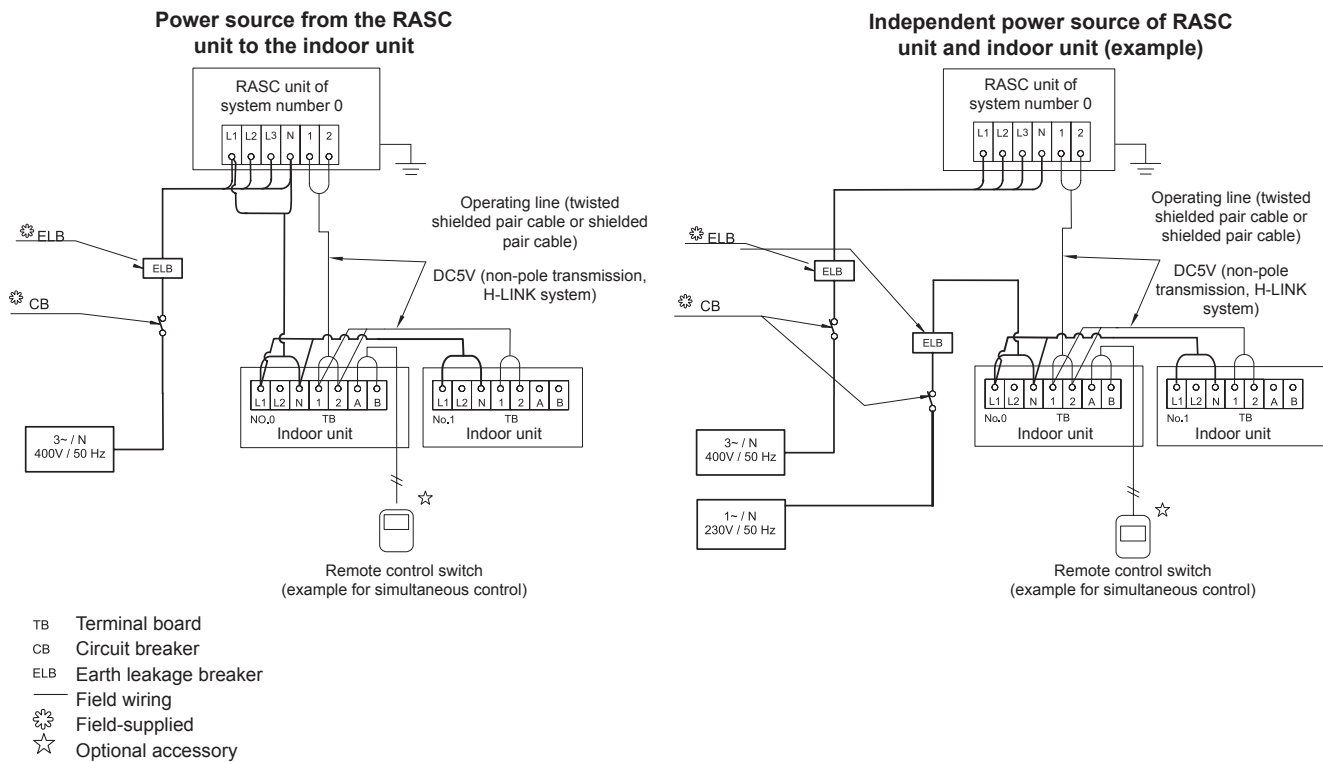 Power source from the RASC
unit to the indoor unit
RASC unit of
system number 0
L1 L2 L3 N 1 2
Operating line (twisted
shielded pair cable or shielded
pair cable)
ELB
ELB
DC5V (non-pole transmission,
H-LINK system)
CB
L1 L2 N 1 2 A B
NO.0 TB
Indoor unit
L1 L2 N 1 2 A B
No.1 TB
Indoor unit
3~ / N
400V / 50 Hz
Remote control switch
(example for simultaneous control)
Independent power source of RASC
unit and indoor unit (example)
RASC unit of
system number 0
L1 L2 L3 N 1 2
Operating line (twisted
shielded pair cable or
shielded pair cable)
ELB
ELB
DC5V (non-pole
transmission, H-LINK
system)
CB
ELB
L1 L2 N 1 2 A B
No.0 TB
Indoor unit
L1 L2 N 1 2 A B
No.1 TB
Indoor unit
3~ / N
400V / 50 Hz
1~ / N
230V / 50 Hz
Remote control switch
(example for simultaneous control)
TB Terminal board
CB Circuit breaker
ELB Earth leakage breaker
Field wiring
Field-supplied
Optional accessory